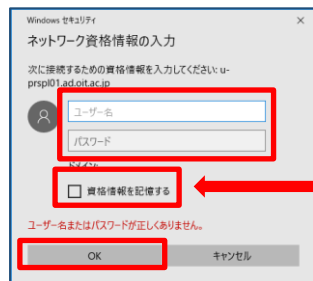 Windows セキュリティ
ネットワーク資格情報の入力
次に接続するための資格情報を入力してください: u-
prspl01.ad.oit.ac.jp
ユーザー名
パスワード
ドメイン:
資格情報を記憶する
ユーザー名またはパスワードが正しくありません。
OK
キャンセル